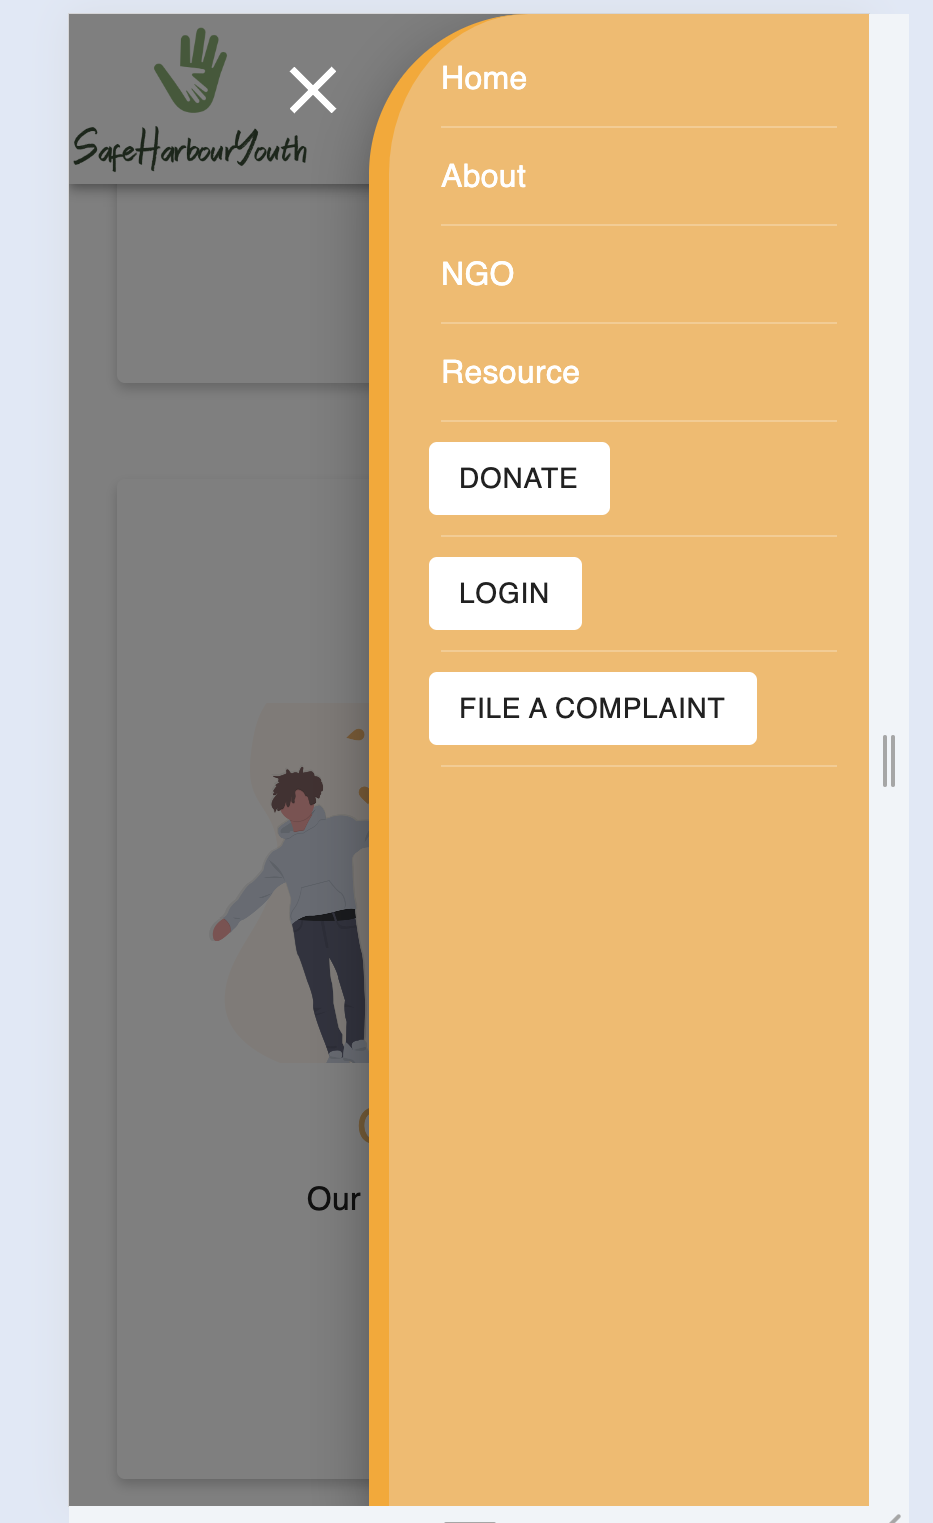 SafeHarbourYouth
Home
About
NGO
Resource
DONATE
LOGIN
FILE A COMPLAINT
Our